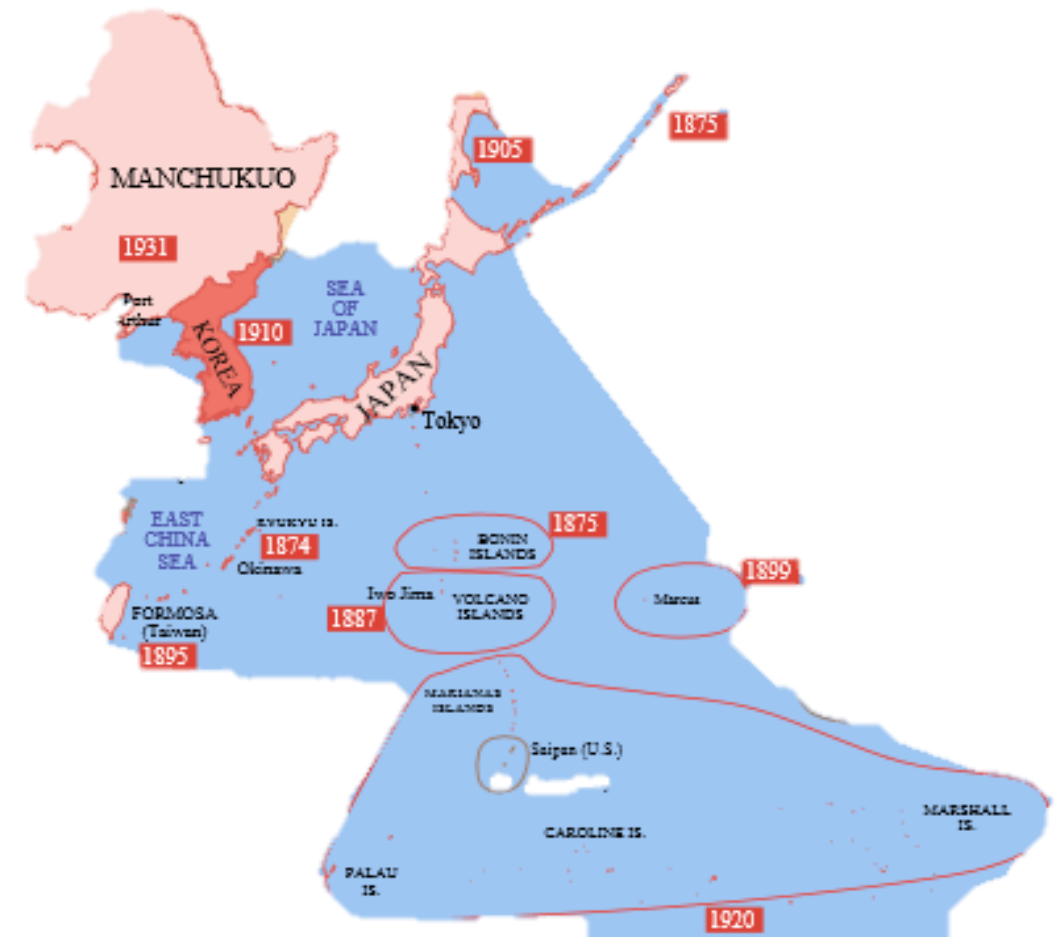 1875
1905
MANCHUKUO
1931
SEA
OF
JAPAN
Port
Arthur
1910
KOREA
JAPAN
Tokyo
EAST
CHINA
SEA
RYUKYU IS.
1874
Okinawa
1875
BONIN
ISLANDS
1899
Marcus
Iwo Jima
VOLCANO
ISLANDS
1887
FORMOSA
(Taiwan)
1895
MARIANAS
ISLANDS
Saipan (U.S.)
MARSHALL
IS.
CAROLINE IS.
PALAU
IS.
1920